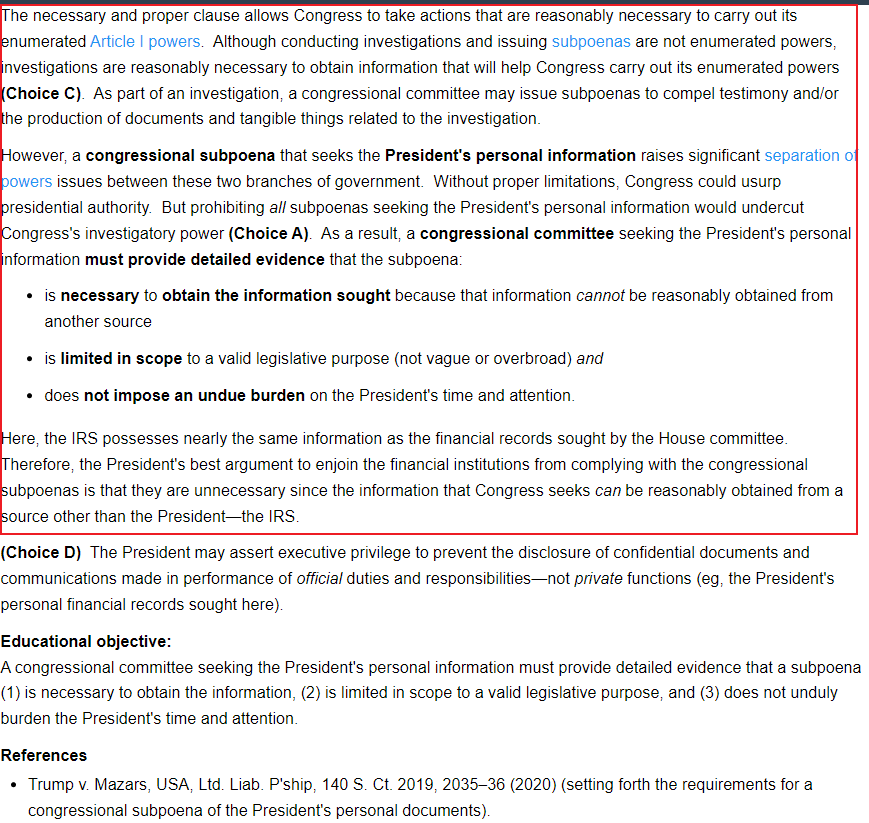 The necessary and proper clause allows Congress to take actions that are reasonably necessary to carry out its
enumerated Article I powers. Although conducting investigations and issuing subpoenas are not enumerated powers,
investigations are reasonably necessary to obtain information that will help Congress carry out its enumerated powers
(Choice C). As part of an investigation, a congressional committee may issue subpoenas to compel testimony and/or
the production of documents and tangible things related to the investigation.
However, a congressional subpoena that seeks the President's personal information raises significant separation of
powers issues between these two branches of government. Without proper limitations, Congress could usurp
presidential authority. But prohibiting all subpoenas seeking the President's personal information would undercut
Congress's investigatory power (Choice A). As a result, a congressional committee seeking the President's personal
information must provide detailed evidence that the subpoena:
• is necessary to obtain the information sought because that information cannot be reasonably obtained from
another source
• is limited in scope to a valid legislative purpose (not vague or overbroad) and
• does not impose an undue burden on the President's time and attention.
Here, the IRS possesses nearly the same information as the financial records sought by the House committee.
Therefore, the President's best argument to enjoin the financial institutions from complying with the congressional
subpoenas is that they are unnecessary since the information that Congress seeks can be reasonably obtained from a
source other than the President—the IRS.
(Choice D) The President may assert executive privilege to prevent the disclosure of confidential documents and
communications made in performance of official duties and responsibilities—not private functions (eg, the President's
personal financial records sought here).
Educational objective:
A congressional committee seeking the President's personal information must provide detailed evidence that a subpoena
(1) is necessary to obtain the information, (2) is limited in scope to a valid legislative purpose, and (3) does not unduly
burden the President's time and attention.
References
• Trump v. Mazars, USA, Ltd. Liab. P'ship, 140 S. Ct. 2019, 2035–36 (2020) (setting forth the requirements for a
congressional subpoena of the President's personal documents).